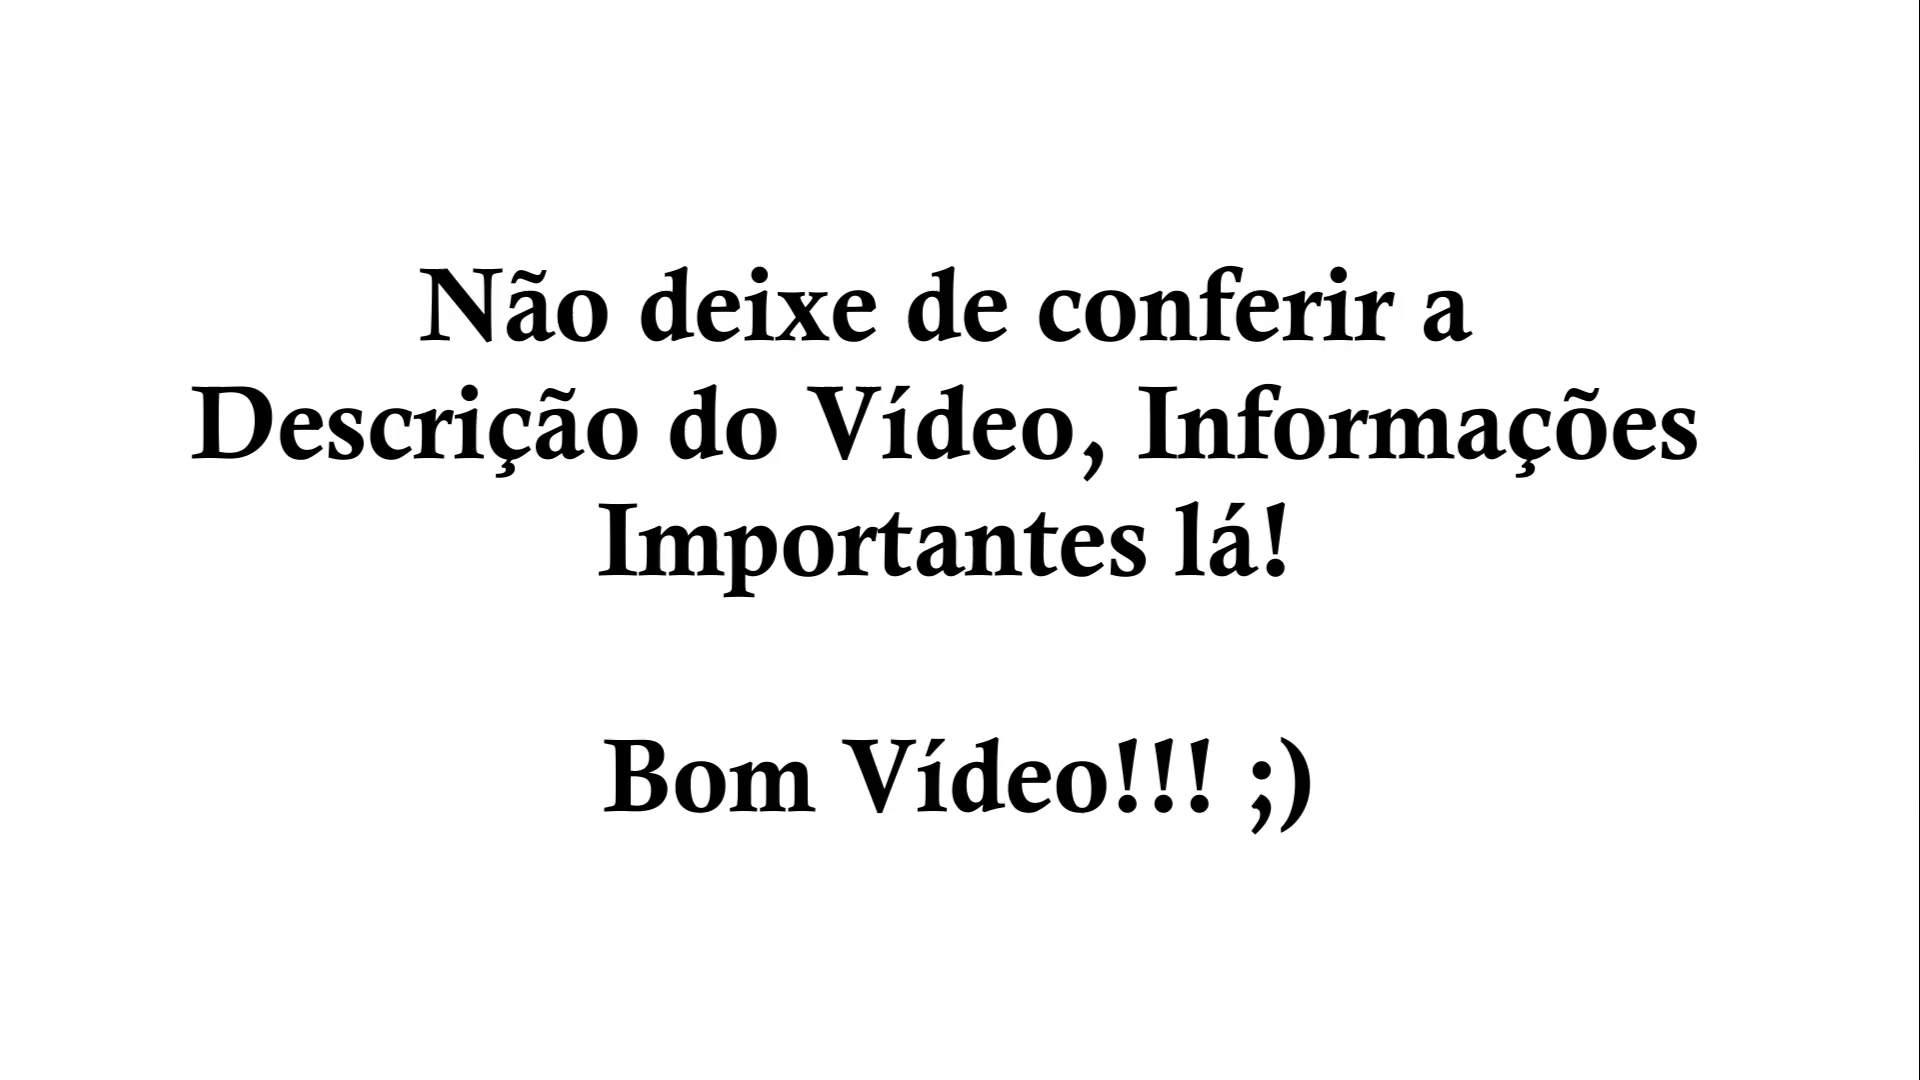 Não deixe de conferir a
Descrição do Vídeo, Informações
Importantes lá!
Bom Vídeo!!! ;)